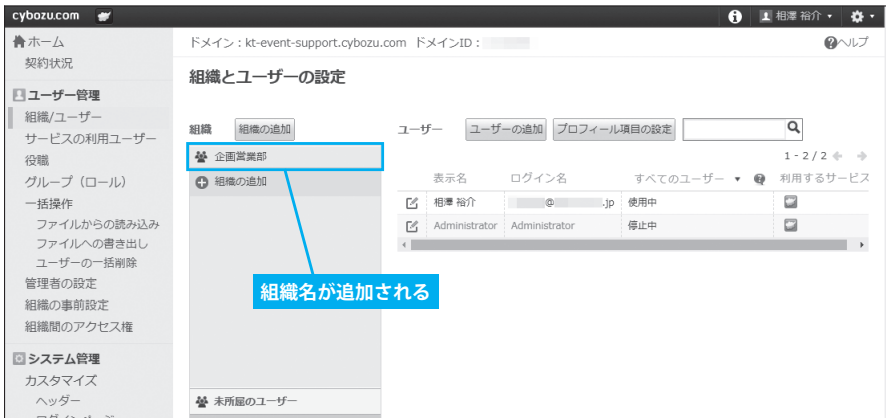 cybozu.com
相澤 裕介
ホーム
契約状況
ユーザー管理
組織/ユーザー
サービスの利用ユーザー
役職
グループ（ロール）
一括操作
ファイルからの読み込み
ファイルへの書き出し
ユーザーの一括削除
管理者の設定
組織の事前設定
組織間のアクセス権
システム管理
カスタマイズ
ヘッダー
ドメイン：kt-event-support.cybozu.com ドメインID：
ヘルプ
組織とユーザーの設定
組織 組織の追加
企画営業部
組織の追加
組織名が追加される
未所属のユーザー
ユーザー ユーザーの追加 プロフィール項目の設定
1 - 2 / 2
表示名 ログイン名 すべてのユーザー 利用するサービス
相澤 裕介 @ .jp 使用中
Administrator Administrator 停止中